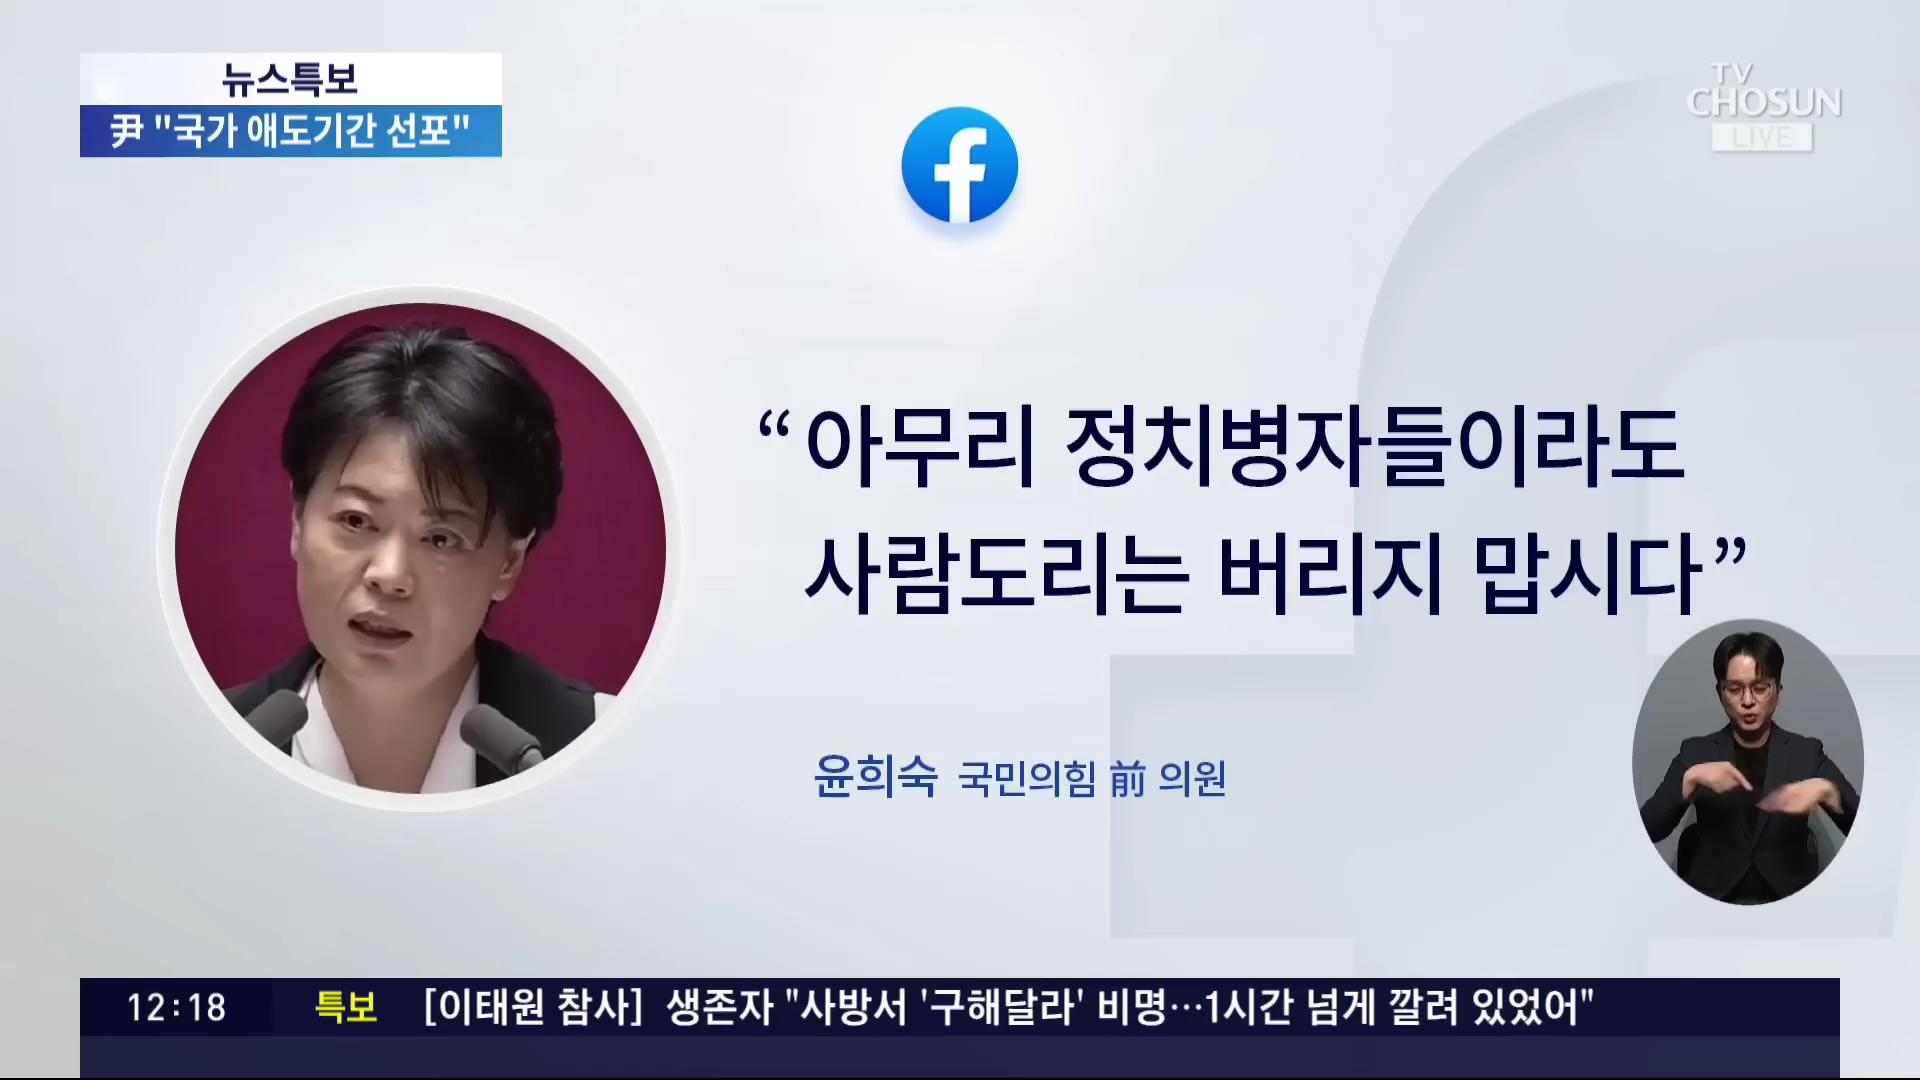 뉴스특보
尹 "국가 애도기간 선포"
TV
CHOSUN
LIVE
“아무리 정치병자들이라도
사람도리는 버리지 맙시다”
윤희숙 국민의힘 前 의원
12:18 특보 [이태원 참사] 생존자 "사방서 '구해달라' 비명…1시간 넘게 깔려 있었어"